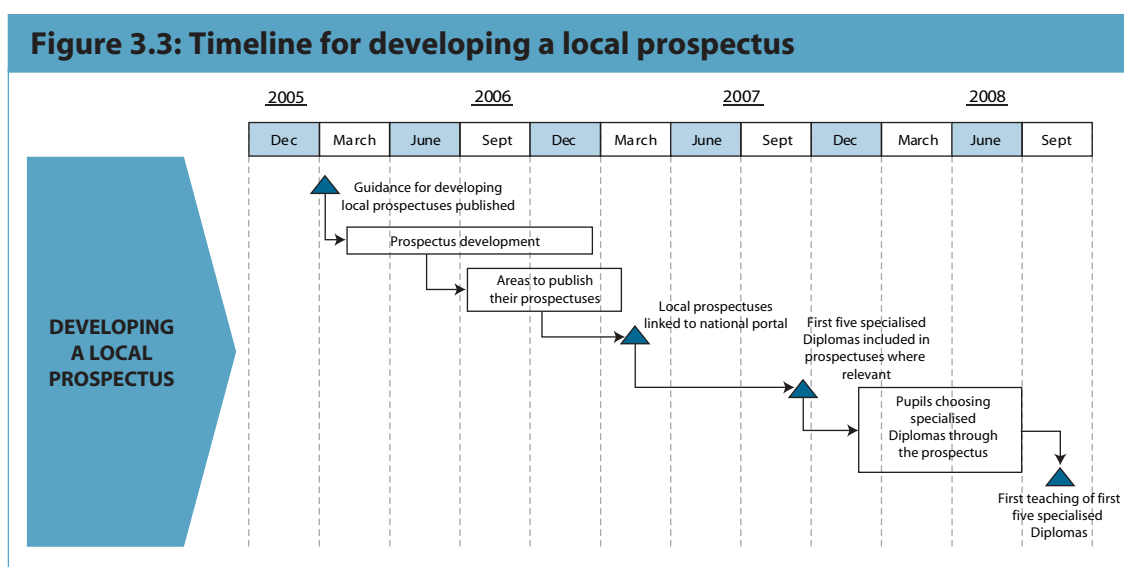 Figure 3.3: Timeline for developing a local prospectus
2005 2006 2007 2008
Dec March June Sept Dec March June Sept Dec March June Sept
DEVELOPING
A LOCAL
PROSPECTUS
Guidance for developing
local prospectuses published
Prospectus development
Areas to publish
their prospectuses
Local prospectuses
linked to national portal
First five specialised
Diplomas included in
prospectuses where
relevant
Pupils choosing
specialised
Diplomas through
the prospectus
First teaching of first
five specialised
Diplomas